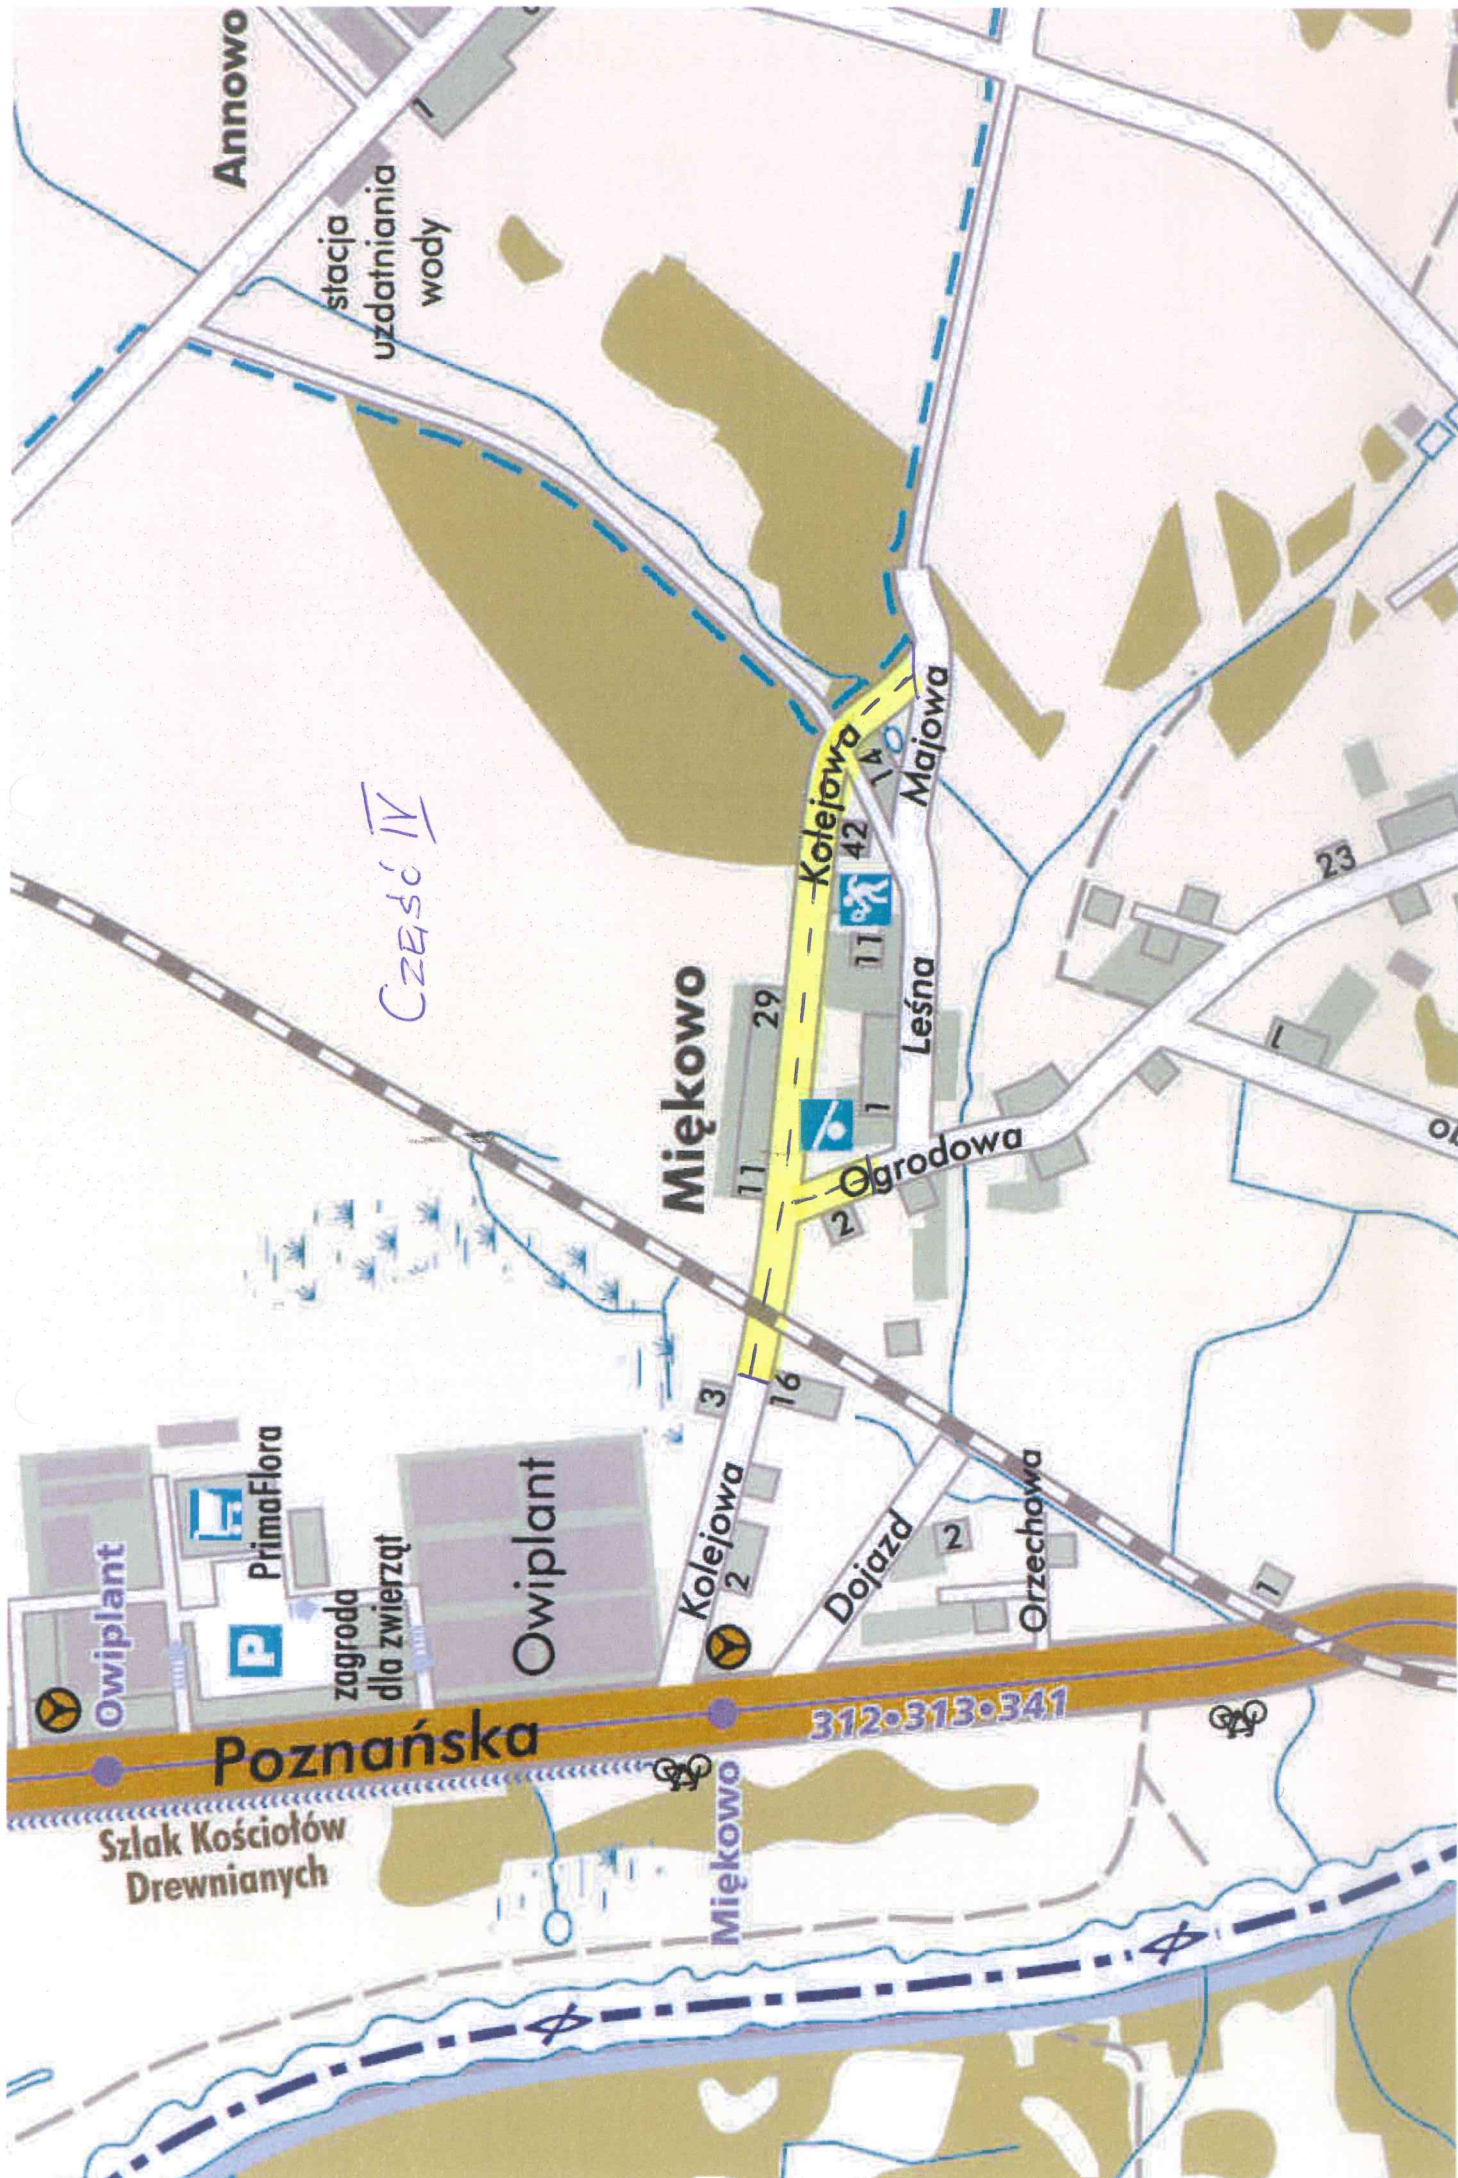 Annowo
1
stacja
uzdatniania
wody
CZĘŚĆ IV
Miękowo
Kolejowa
14
Majowa
42
11
29
Leśna
1
11
Ogrodowa
2
23
1
3
16
PrimaFlora
Owiplant
P
zagroda
dla zwierząt
Owiplant
Kolejowa
2
Dojazd
2
Orzechowa
1
Poznańska
312•313•341
Miękowo
Szlak Kościołów
Drewnianych